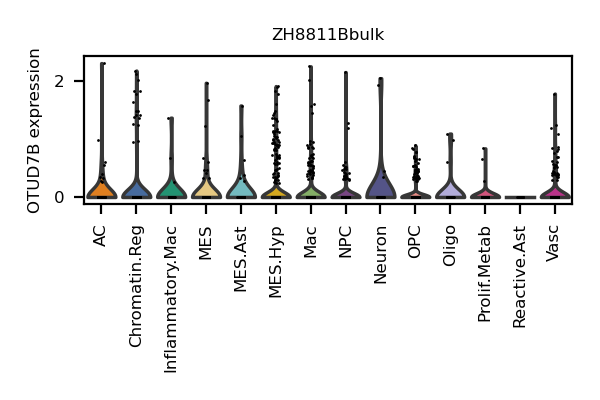 ZH8811Bbulk
OTUD7B expression
2
0
AC
Chromatin.Reg
Inflammatory.Mac
MES
MES.Ast
MES.Hyp
Mac
NPC
Neuron
OPC
Oligo
Prolif.Metab
Reactive.Ast
Vasc